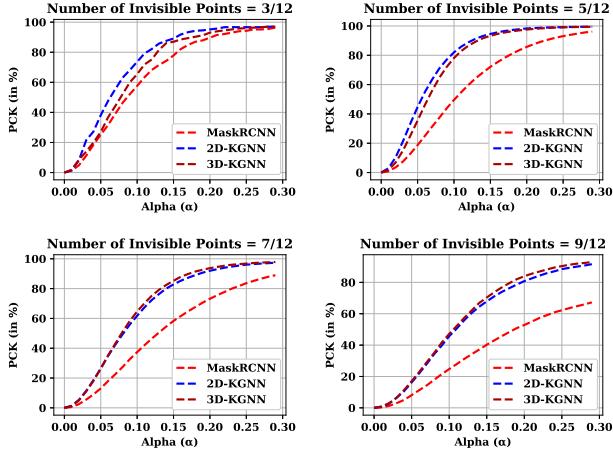 Number of Invisible Points = 3/12
100
80
60
40
20
0
PCK (in %)
MaskRCNN
2D-KGNN
3D-KGNN
0.00 0.05 0.10 0.15 0.20 0.25 0.30
Alpha (α)
Number of Invisible Points = 5/12
100
80
60
40
20
0
PCK (in %)
MaskRCNN
2D-KGNN
3D-KGNN
0.00 0.05 0.10 0.15 0.20 0.25 0.30
Alpha (α)
Number of Invisible Points = 7/12
100
80
60
40
20
0
PCK (in %)
MaskRCNN
2D-KGNN
3D-KGNN
0.00 0.05 0.10 0.15 0.20 0.25 0.30
Alpha (α)
Number of Invisible Points = 9/12
80
60
40
20
0
PCK (in %)
MaskRCNN
2D-KGNN
3D-KGNN
0.00 0.05 0.10 0.15 0.20 0.25 0.30
Alpha (α)